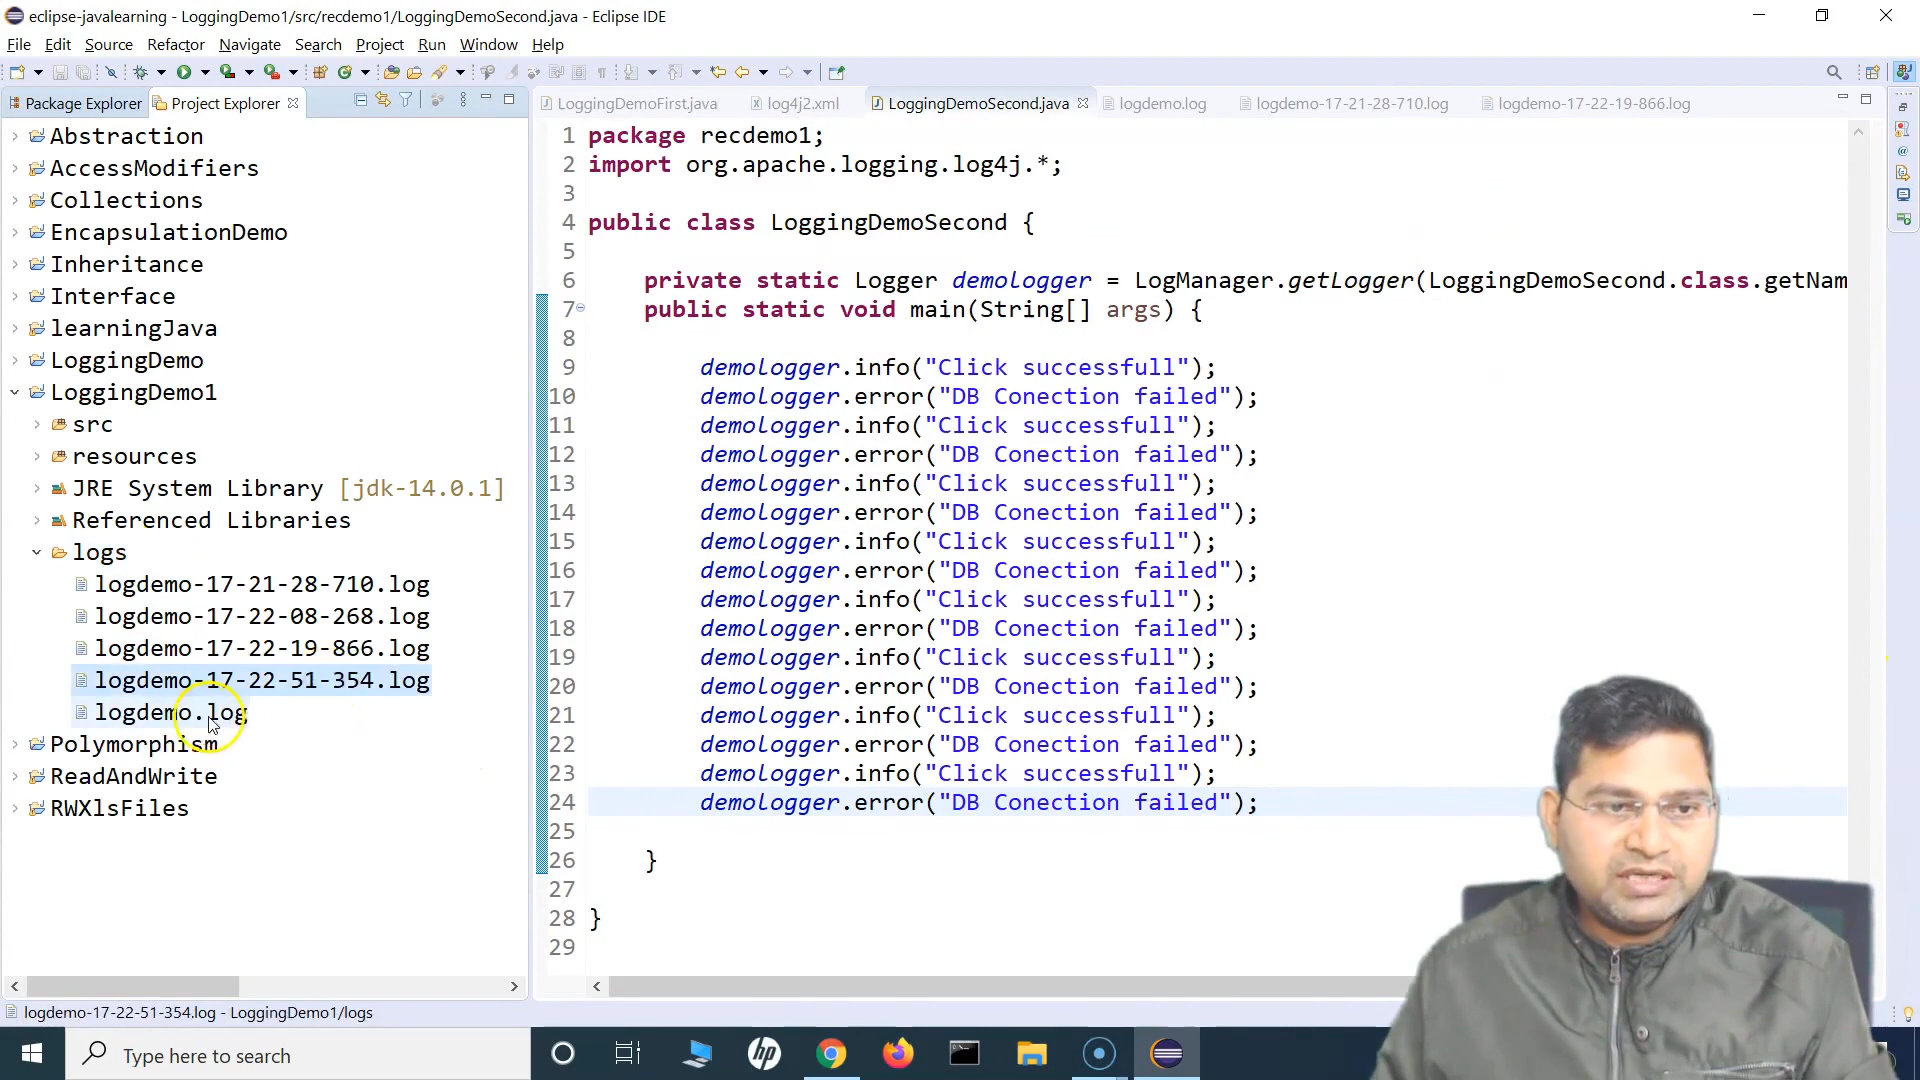 eclipse-javalearning - LoggingDemo1/src/recdemo1/LoggingDemoSecond.java - Eclipse IDE
File Edit Source Refactor Navigate Search Project Run Window Help
Package Explorer Project Explorer
LoggingDemoFirst.java log4j2.xml LoggingDemoSecond.java logdemo.log logdemo-17-21-28-710.log logdemo-17-22-19-866.log
Abstraction
AccessModifiers
Collections
EncapsulationDemo
Inheritance
Interface
learningJava
LoggingDemo
LoggingDemo1
src
resources
JRE System Library [jdk-14.0.1]
Referenced Libraries
logs
logdemo-17-21-28-710.log
logdemo-17-22-08-268.log
logdemo-17-22-19-866.log
logdemo-17-22-51-354.log
logdemo.log
Polymorphism
ReadAndWrite
RWXlsFiles
1 package recdemo1;
2 import org.apache.logging.log4j.*;
3
4 public class LoggingDemoSecond {
5
6 private static Logger demologger = LogManager.getLogger(LoggingDemoSecond.class.getNam
7 public static void main(String[] args) {
8
9 demologger.info("Click successfull");
10 demologger.error("DB Conection failed");
11 demologger.info("Click successfull");
12 demologger.error("DB Conection failed");
13 demologger.info("Click successfull");
14 demologger.error("DB Conection failed");
15 demologger.info("Click successfull");
16 demologger.error("DB Conection failed");
17 demologger.info("Click successfull");
18 demologger.error("DB Conection failed");
19 demologger.info("Click successfull");
20 demologger.error("DB Conection failed");
21 demologger.info("Click successfull");
22 demologger.error("DB Conection failed");
23 demologger.info("Click successfull");
24 demologger.error("DB Conection failed");
25
26 }
27
28 }
29
logdemo-17-22-51-354.log - LoggingDemo1/logs
Type here to search
hp